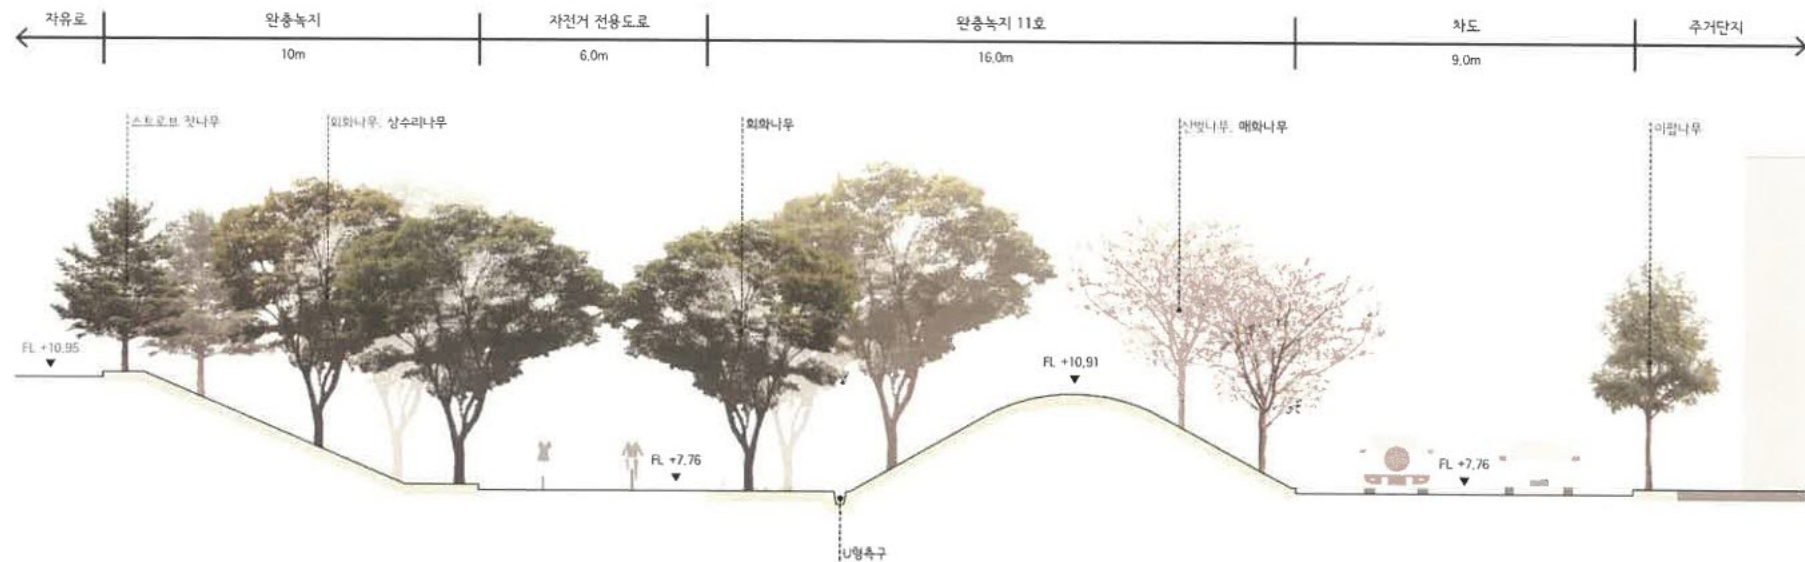 자유로
완충녹지
자전거 전용도로
완충녹지 11호
차도
주거단지
10m
6.0m
16.0m
9.0m
스트로브 잣나무
회화나무, 상수리나무
회화나무
산벚나무, 매화나무
이팝나무
FL +10.95
FL +10.91
FL +7.76
FL +7.76
U형측구